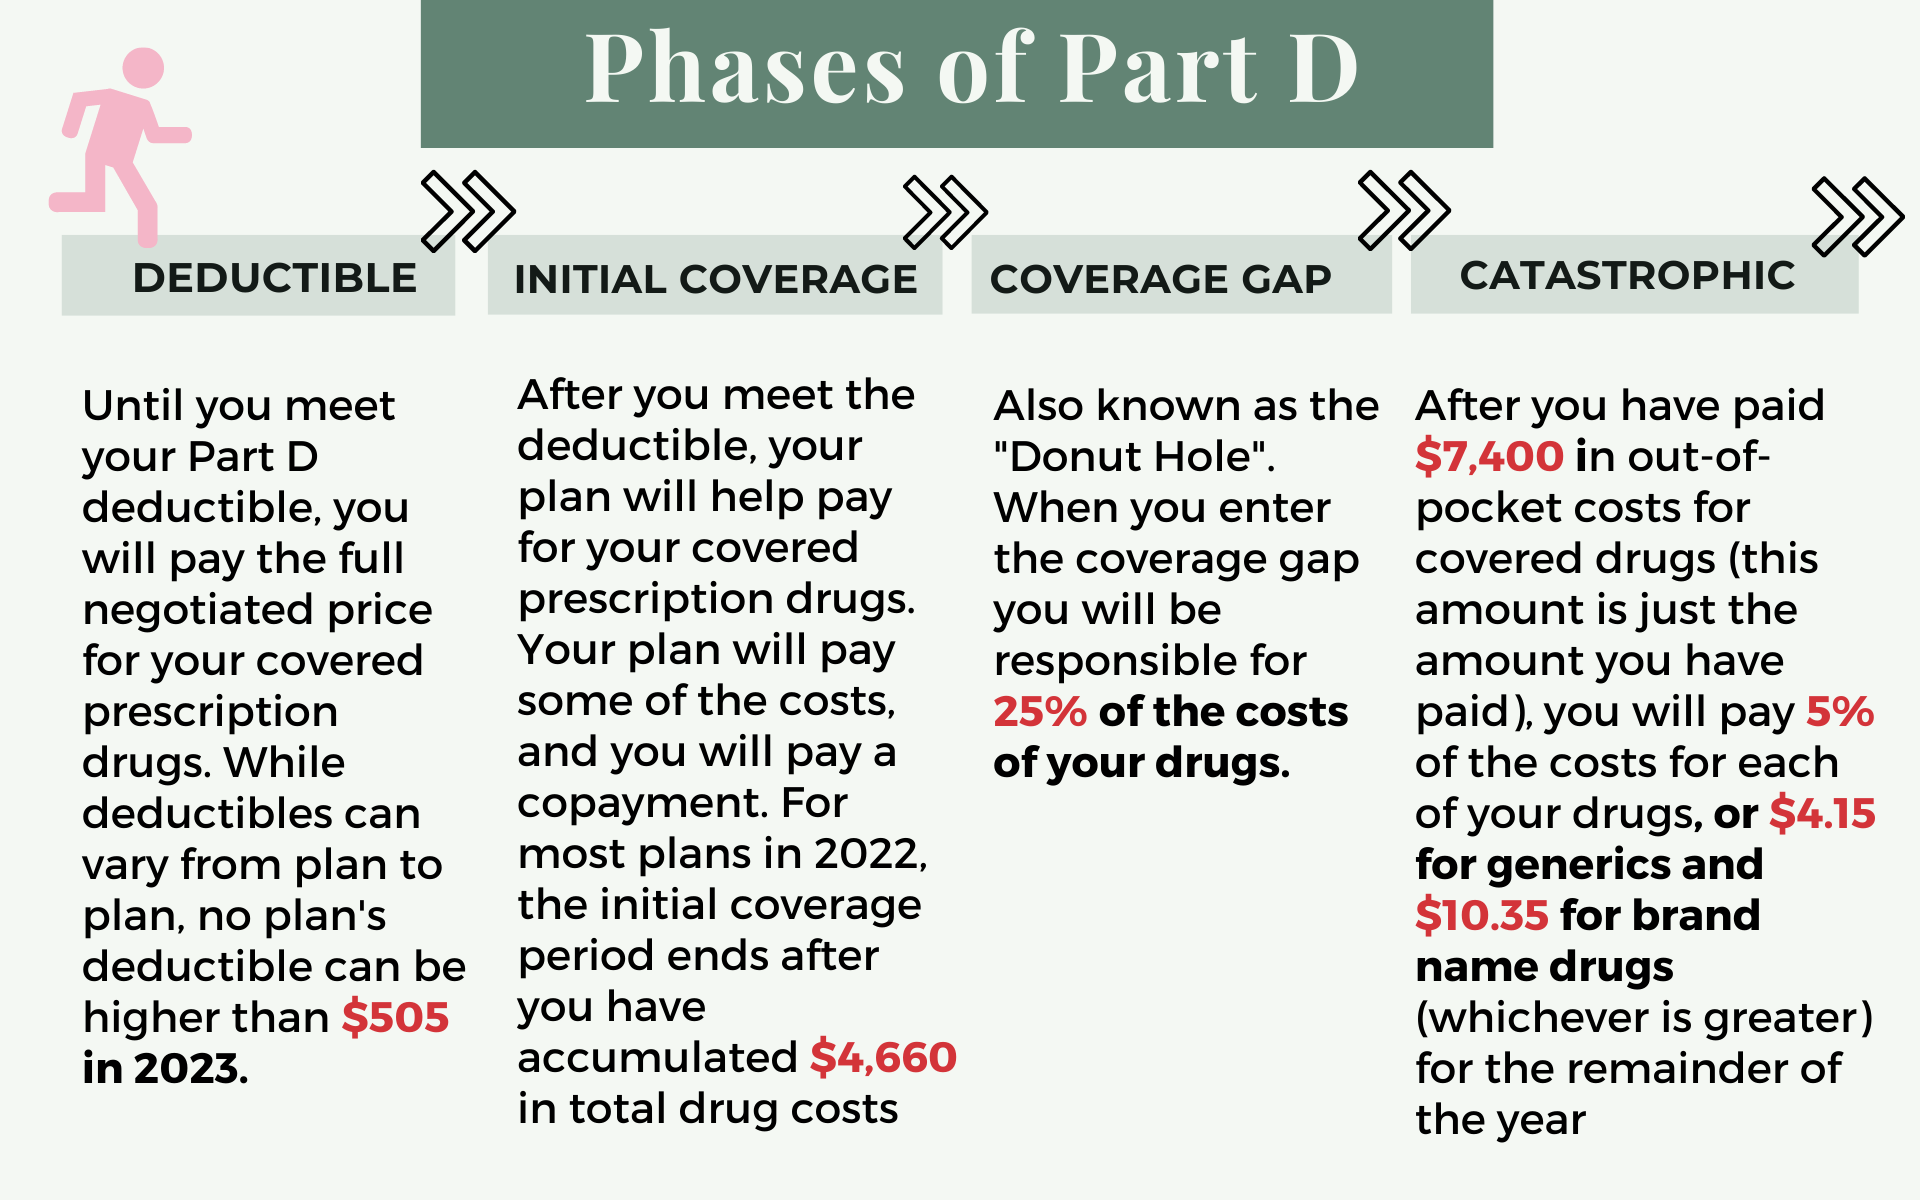 Phases of Part D
DEDUCTIBLE
Until you meet
your Part D
deductible, you
will pay the full
negotiated price
for your covered
prescription
drugs. While
deductibles can
vary from plan to
plan, no plan's
deductible can be
higher than $505
in 2023.
INITIAL COVERAGE
After you meet the
deductible, your
plan will help pay
for your covered
prescription drugs.
Your plan will pay
some of the costs,
and you will pay a
copayment. For
most plans in 2022,
the initial coverage
period ends after
you have
accumulated $4,660
in total drug costs
COVERAGE GAP
Also known as the
"Donut Hole".
When you enter
the coverage gap
you will be
responsible for
25% of the costs
of your drugs.
CATASTROPHIC
After you have paid
$7,400 in out-of-
pocket costs for
covered drugs (this
amount is just the
amount you have
paid), you will pay 5%
of the costs for each
of your drugs, or $4.15
for generics and
$10.35 for brand
name drugs
(whichever is greater)
for the remainder of
the year